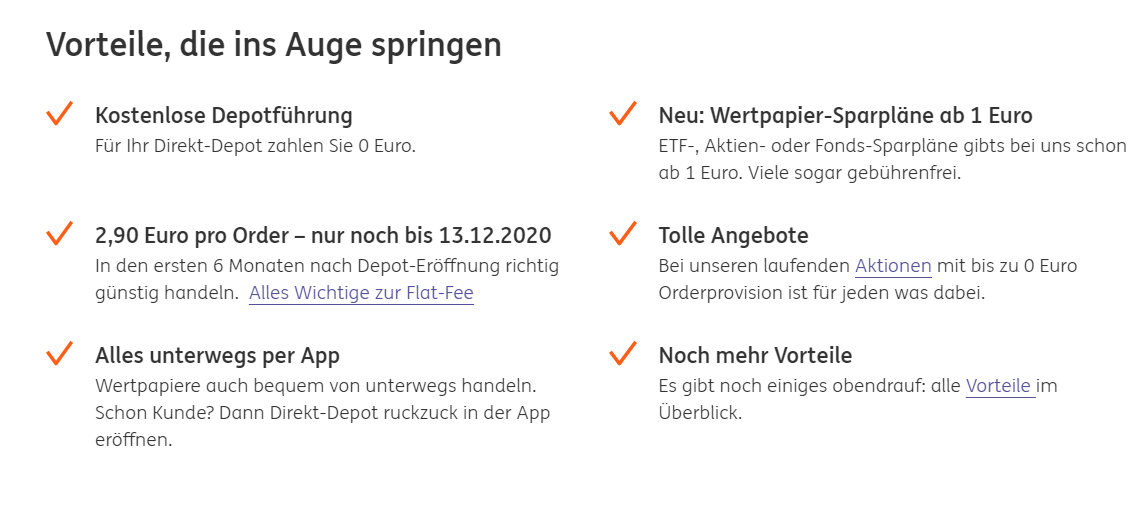 Vorteile, die ins Auge springen
Kostenlose Depotführung
Für Ihr Direkt-Depot zahlen Sie 0 Euro.
Neu: Wertpapier-Sparpläne ab 1 Euro
ETF-, Aktien- oder Fonds-Sparpläne gibts bei uns schon
ab 1 Euro. Viele sogar gebührenfrei.
2,90 Euro pro Order – nur noch bis 13.12.2020
In den ersten 6 Monaten nach Depot-Eröffnung richtig
günstig handeln. Alles Wichtige zur Flat-Fee
Tolle Angebote
Bei unseren laufenden Aktionen mit bis zu 0 Euro
Orderprovision ist für jeden was dabei.
Alles unterwegs per App
Wertpapiere auch bequem von unterwegs handeln.
Schon Kunde? Dann Direkt-Depot ruckzuck in der App
eröffnen.
Noch mehr Vorteile
Es gibt noch einiges obendrauf: alle Vorteile im
Überblick.